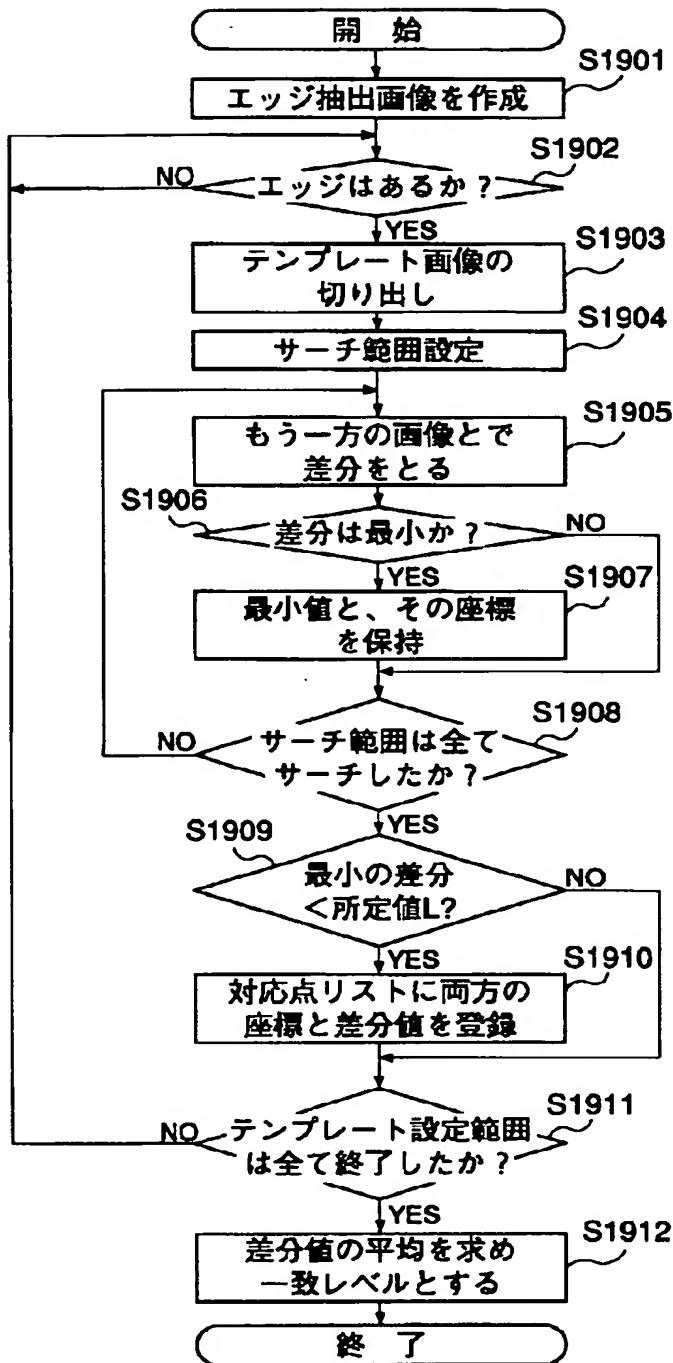 開 始
S1901
エッジ抽出画像を作成
S1902
NO
エッジはあるか？
YES
S1903
テンプレート画像の
切り出し
S1904
サーチ範囲設定
S1905
もう一方の画像とで
差分をとる
S1906
差分は最小か？
NO
YES
S1907
最小値と、その座標
を保持
S1908
NO
サーチ範囲は全て
サーチしたか？
YES
S1909
最小の差分
＜所定値L?
NO
YES
S1910
対応点リストに両方の
座標と差分値を登録
S1911
NO
テンプレート設定範囲
は全て終了したか？
YES
S1912
差分値の平均を求め
一致レベルとする
終 了